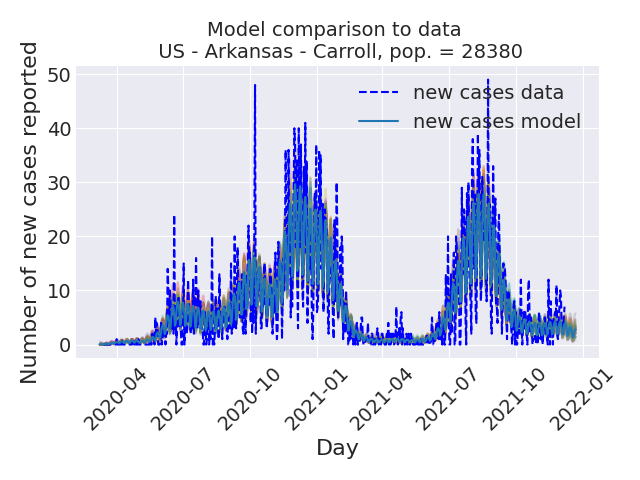 Model comparison to data
US - Arkansas - Carroll, pop. = 28380
Number of new cases reported
50
40
30
20
10
0
new cases data
new cases model
2020-04
2020-07
2020-10
2021-01
2021-04
2021-07
2021-10
2022-01
Day